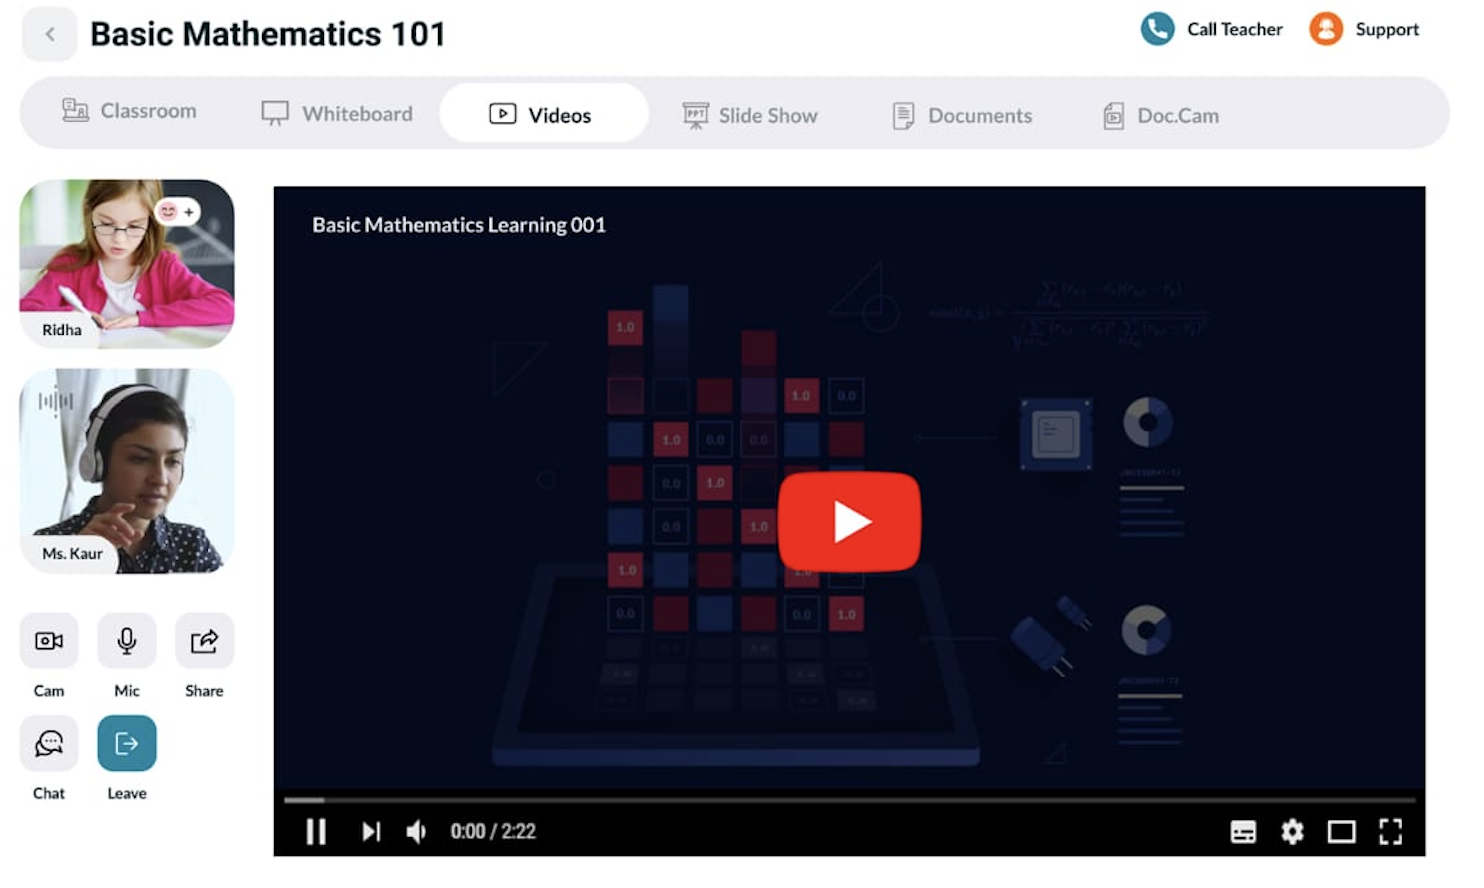 Basic Mathematics 101
Call Teacher
Support
Classroom
Whiteboard
Videos
PPT
Slide Show
Documents
Doc.Cam
Ridha
Ms. Kaur
Cam
Mic
Share
Chat
Leave
Basic Mathematics Learning 001
1.0
1.0 0.0
1.0 0.0 0.0
0.0 1.0
0.0 1.0
1.0 1.0
0.0 0.0 1.0
0:00 / 2:22